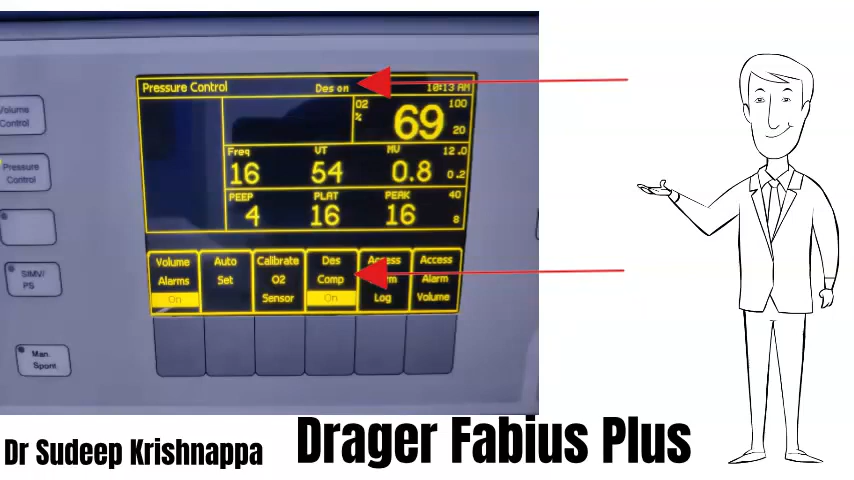 Pressure Control Des on 10:13 AM
O2 % 69 100 20
Freq VT MV 12.0
16 54 0.8 0.2
PEEP PLAT PEAK 40
4 16 16 8
Volume Alarms On
Auto Set
Calibrate O2 Sensor
Des Comp On
Access Log
Access Alarm Volume
Volume Control
Pressure Control
SIMV/ PS
Man. Spont.
Dr Sudeep Krishnappa
Drager Fabius Plus